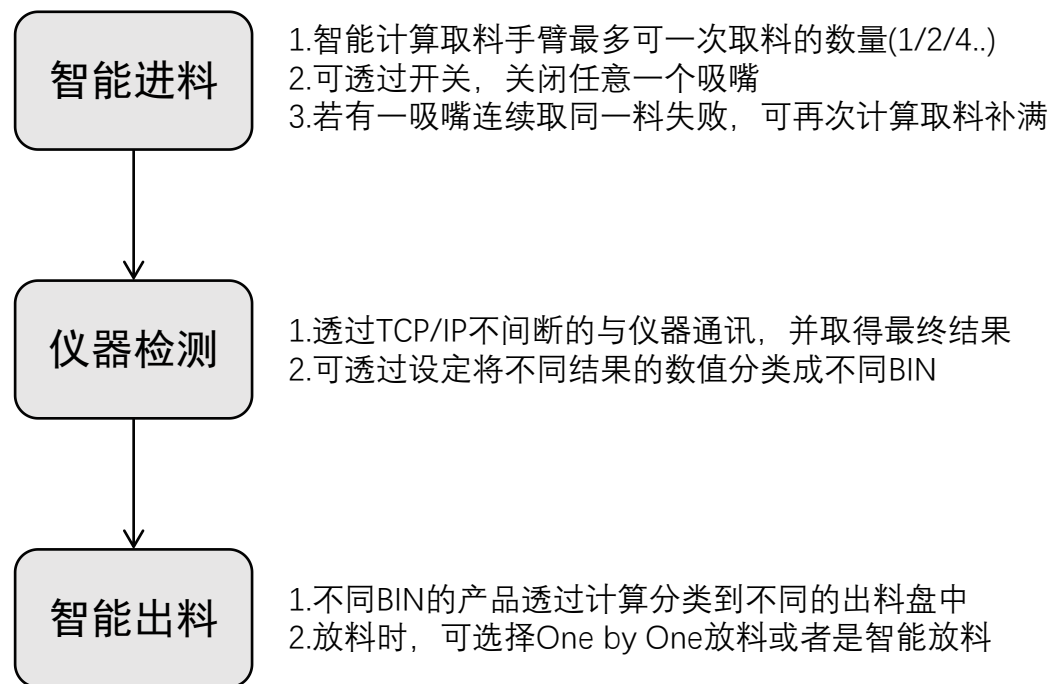 智能进料
1.智能计算取料手臂最多可一次取料的数量(1/2/4..)
2.可透过开关，关闭任意一个吸嘴
3.若有一吸嘴连续取同一料失败，可再次计算取料补满
仪器检测
1.透过TCP/IP不间断的与仪器通讯，并取得最终结果
2.可透过设定将不同结果的数值分类成不同BIN
智能出料
1.不同BIN的产品透过计算分类到不同的出料盘中
2.放料时，可选择One by One放料或者是智能放料